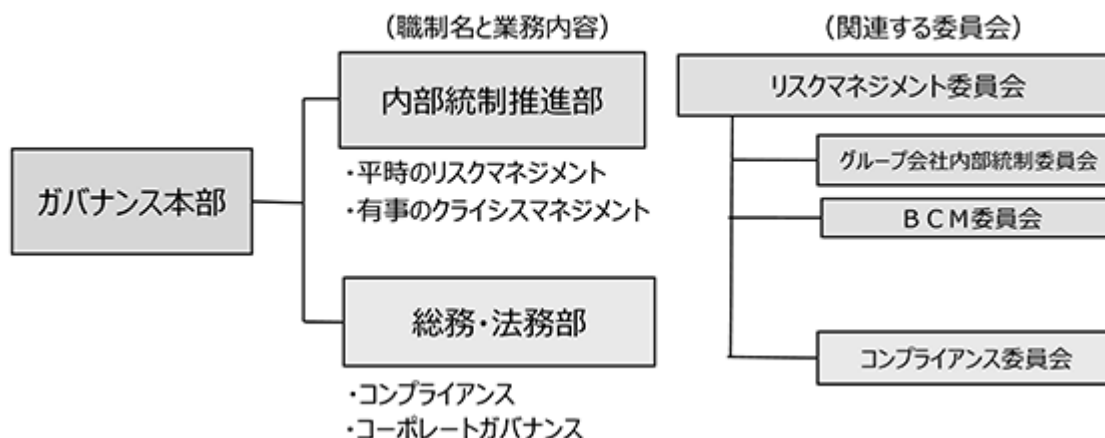 (職制名と業務内容)
(関連する委員会)
内部統制推進部
リスクマネジメント委員会
・平時のリスクマネジメント
・有事のクライシスマネジメント
グループ会社内部統制委員会
ガバナンス本部
BCM委員会
総務・法務部
コンプライアンス委員会
・コンプライアンス
・コーポレートガバナンス